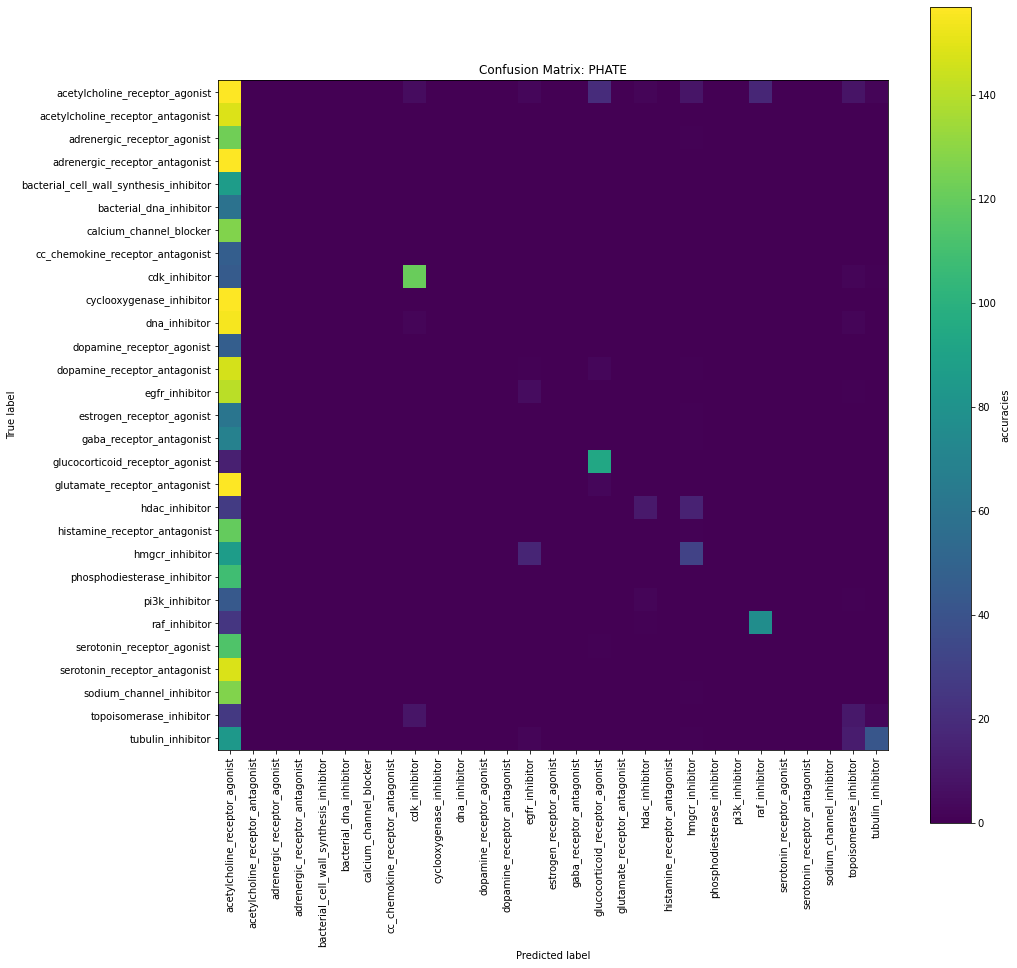 Confusion Matrix: PHATE
True label
acetylcholine_receptor_agonist
acetylcholine_receptor_antagonist
adrenergic_receptor_agonist
adrenergic_receptor_antagonist
bacterial_cell_wall_synthesis_inhibitor
bacterial_dna_inhibitor
calcium_channel_blocker
cc_chemokine_receptor_antagonist
cdk_inhibitor
cyclooxygenase_inhibitor
dna_inhibitor
dopamine_receptor_agonist
dopamine_receptor_antagonist
egfr_inhibitor
estrogen_receptor_agonist
gaba_receptor_antagonist
glucocorticoid_receptor_agonist
glutamate_receptor_antagonist
hdac_inhibitor
histamine_receptor_antagonist
hmgcr_inhibitor
phosphodiesterase_inhibitor
pi3k_inhibitor
raf_inhibitor
serotonin_receptor_agonist
serotonin_receptor_antagonist
sodium_channel_inhibitor
topoisomerase_inhibitor
tubulin_inhibitor
acetylcholine_receptor_agonist
acetylcholine_receptor_antagonist
adrenergic_receptor_agonist
adrenergic_receptor_antagonist
bacterial_cell_wall_synthesis_inhibitor
bacterial_dna_inhibitor
calcium_channel_blocker
cc_chemokine_receptor_antagonist
cdk_inhibitor
cyclooxygenase_inhibitor
dna_inhibitor
dopamine_receptor_agonist
dopamine_receptor_antagonist
egfr_inhibitor
estrogen_receptor_agonist
gaba_receptor_antagonist
glucocorticoid_receptor_agonist
glutamate_receptor_antagonist
hdac_inhibitor
histamine_receptor_antagonist
hmgcr_inhibitor
phosphodiesterase_inhibitor
pi3k_inhibitor
raf_inhibitor
serotonin_receptor_agonist
serotonin_receptor_antagonist
sodium_channel_inhibitor
topoisomerase_inhibitor
tubulin_inhibitor
Predicted label
140
120
100
80
60
40
20
0
accuracies